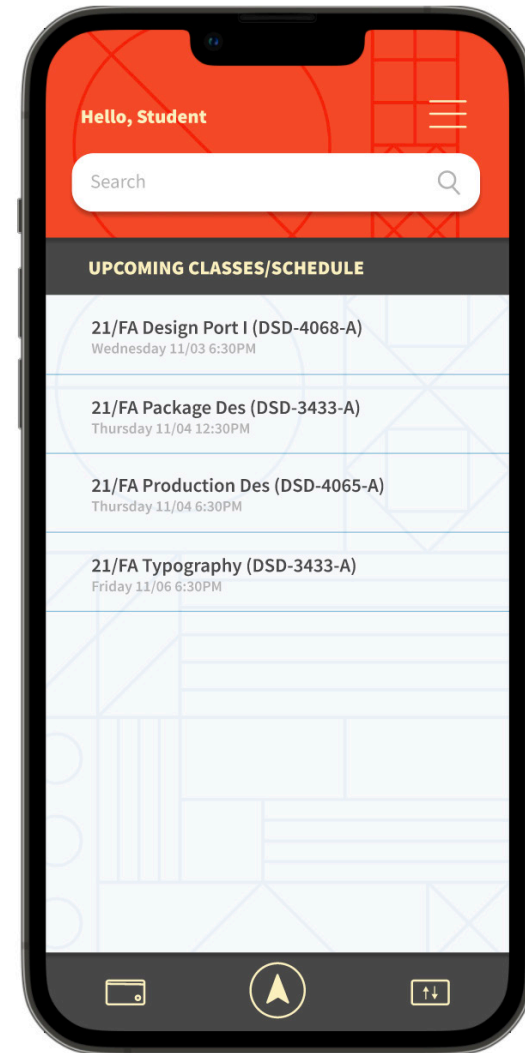 Hello, Student
Search
UPCOMING CLASSES/SCHEDULE
21/FA Design Port I (DSD-4068-A)
Wednesday 11/03 6:30PM
21/FA Package Des (DSD-3433-A)
Thursday 11/04 12:30PM
21/FA Production Des (DSD-4065-A)
Thursday 11/04 6:30PM
21/FA Typography (DSD-3433-A)
Friday 11/06 6:30PM